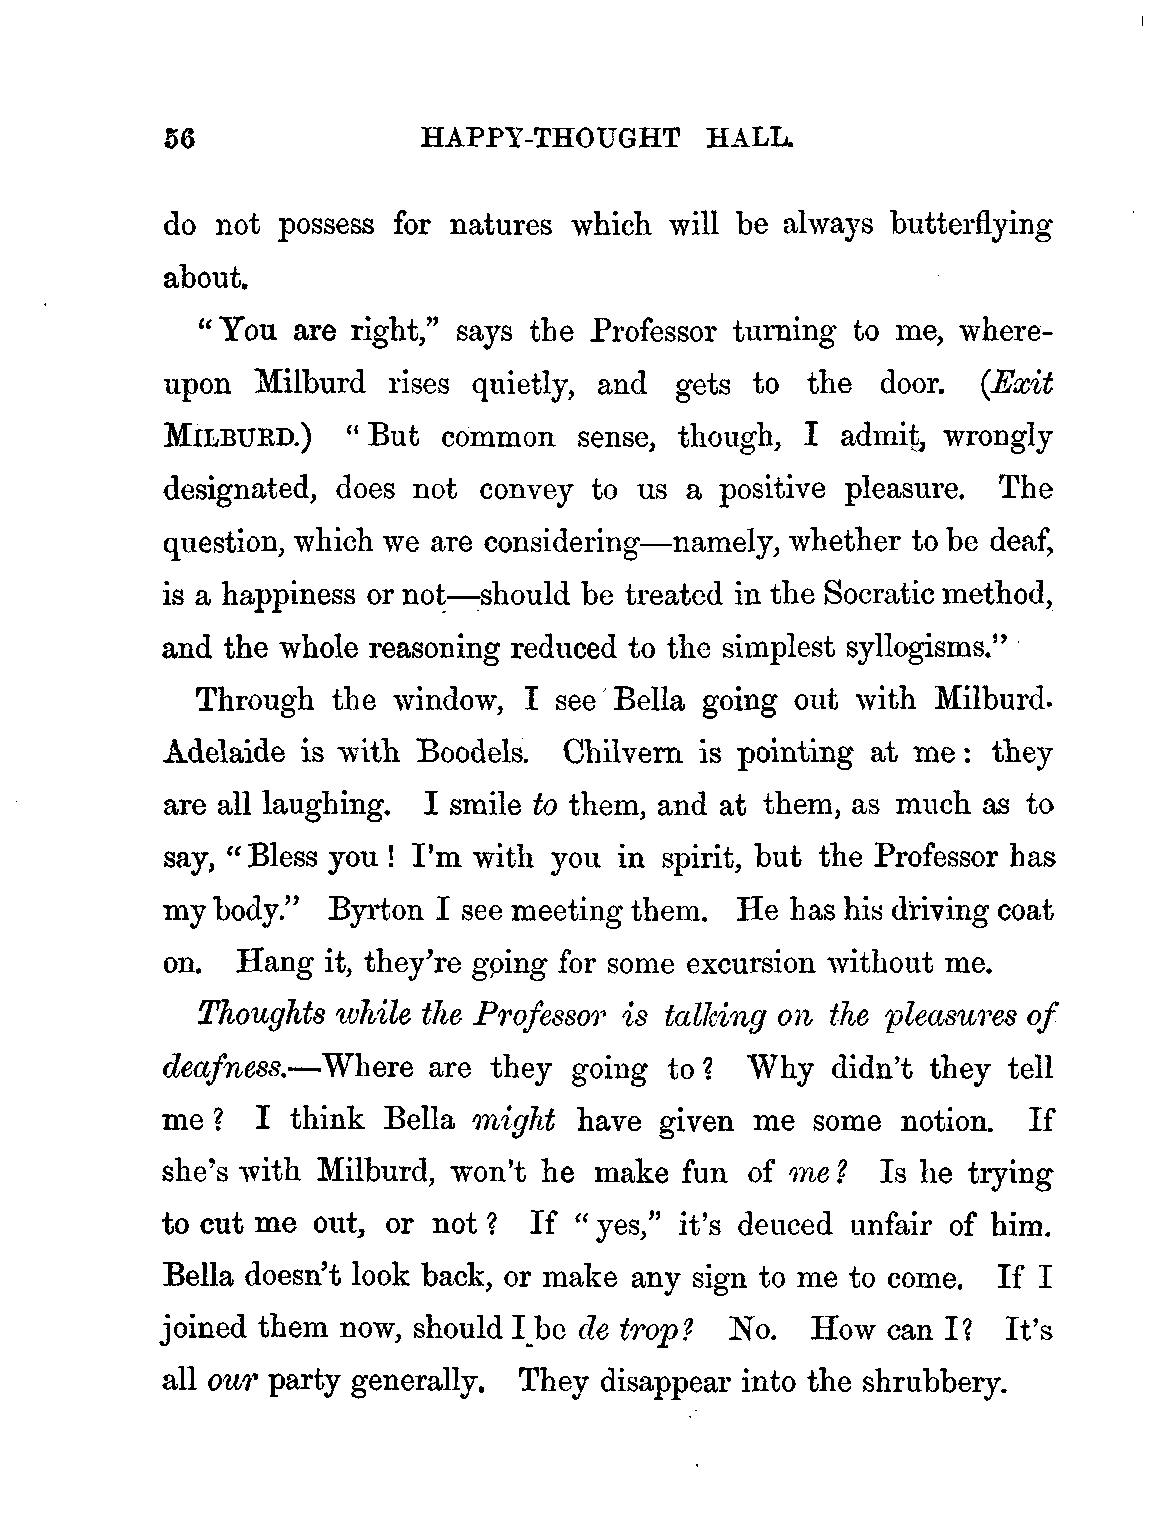 56 HAPPY-THOUGHT HALL.
do not possess for natures which will be always butterflying
about.
"You are right," says the Professor turning to me, where-
upon Milburd rises quietly, and gets to the door. (Exit
MILBURD.) "But common sense, though, I admit, wrongly
designated, does not convey to us a positive pleasure. The
question, which we are considering—namely, whether to be deaf,
is a happiness or not—should be treated in the Socratic method,
and the whole reasoning reduced to the simplest syllogisms."
Through the window, I see Bella going out with Milburd.
Adelaide is with Boodels. Chilvern is pointing at me: they
are all laughing. I smile to them, and at them, as much as to
say, "Bless you! I'm with you in spirit, but the Professor has
my body." Byrton I see meeting them. He has his driving coat
on. Hang it, they're going for some excursion without me.
Thoughts while the Professor is talking on the pleasures of
deafness.—Where are they going to? Why didn't they tell
me? I think Bella might have given me some notion. If
she's with Milburd, won't he make fun of me? Is he trying
to cut me out, or not? If "yes," it's deuced unfair of him.
Bella doesn't look back, or make any sign to me to come. If I
joined them now, should I be de trop? No. How can I? It's
all our party generally. They disappear into the shrubbery.